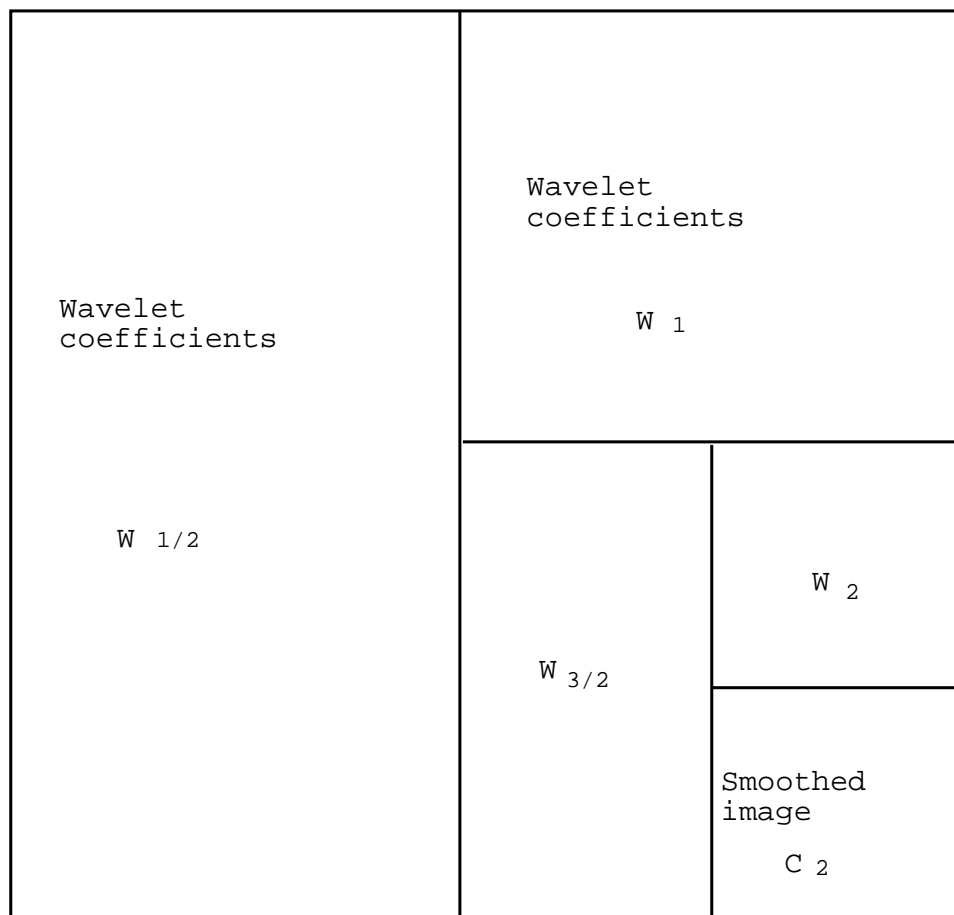 Wavelet
coefficients
W 1/2
Wavelet
coefficients
W 1
W 3/2
W 2
Smoothed
image
C 2